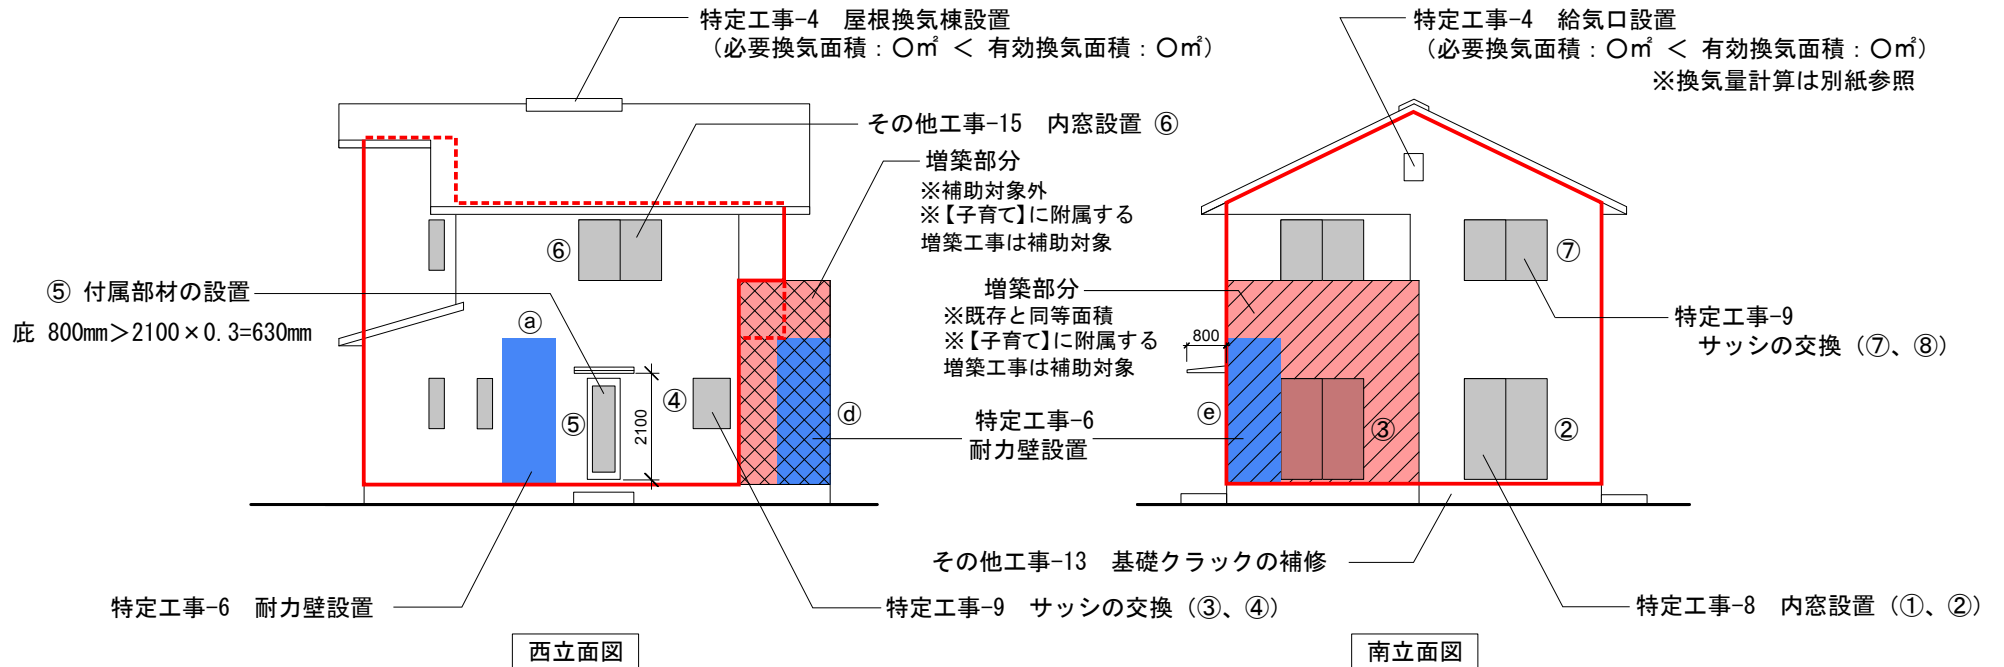 特定工事-4　屋根換気棟設置
（必要換気面積：〇㎡ ＜ 有効換気面積：〇㎡）
その他工事-15　内窓設置 ⑥
増築部分
※補助対象外
※【子育て】に附属する
増築工事は補助対象
⑥
⑤ 付属部材の設置
庇 800mm＞2100×0.3=630mm
ⓐ
④
⑤
2100
ⓓ
特定工事-6
耐力壁設置
特定工事-6　耐力壁設置
特定工事-9　サッシの交換（③、④）
西立面図
特定工事-4　給気口設置
（必要換気面積：〇㎡ ＜ 有効換気面積：〇㎡）
※換気量計算は別紙参照
⑦
増築部分
※既存と同等面積
※【子育て】に附属する
増築工事は補助対象
800
特定工事-9
サッシの交換（⑦、⑧）
ⓔ
③
②
その他工事-13　基礎クラックの補修
特定工事-8　内窓設置（①、②）
南立面図